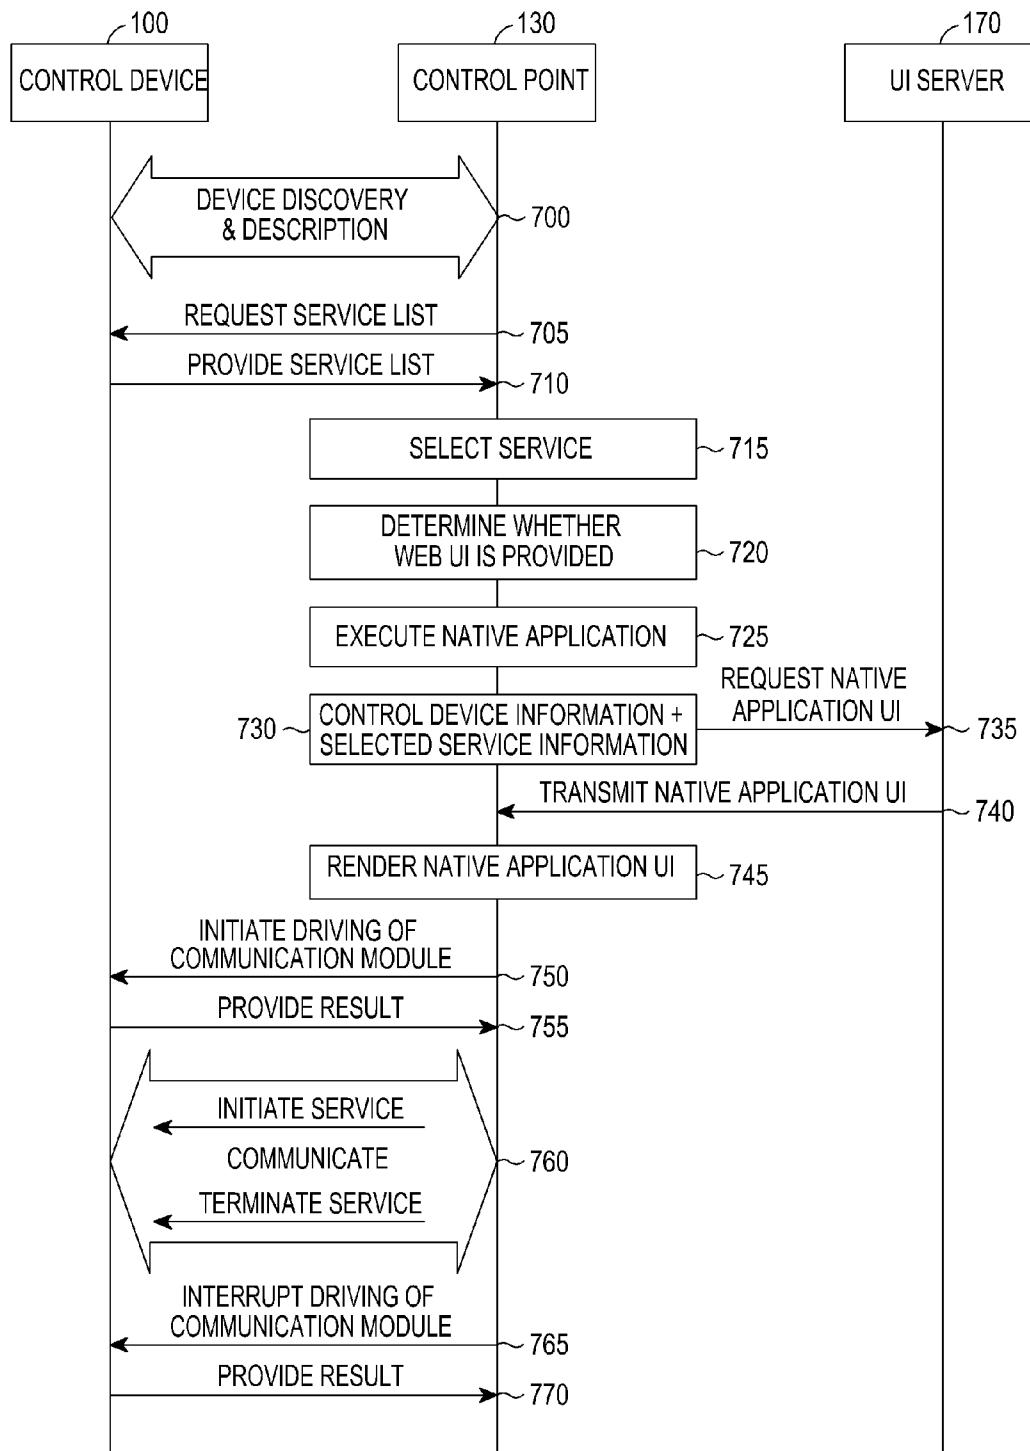 100
130
170
CONTROL DEVICE
CONTROL POINT
UI SERVER
DEVICE DISCOVERY
& DESCRIPTION
700
REQUEST SERVICE LIST
705
PROVIDE SERVICE LIST
710
SELECT SERVICE
715
DETERMINE WHETHER
WEB UI IS PROVIDED
720
EXECUTE NATIVE APPLICATION
725
REQUEST NATIVE
APPLICATION UI
730
CONTROL DEVICE INFORMATION +
SELECTED SERVICE INFORMATION
735
TRANSMIT NATIVE APPLICATION UI
740
RENDER NATIVE APPLICATION UI
745
INITIATE DRIVING OF
COMMUNICATION MODULE
750
PROVIDE RESULT
755
INITIATE SERVICE
COMMUNICATE
760
TERMINATE SERVICE
INTERRUPT DRIVING OF
COMMUNICATION MODULE
765
PROVIDE RESULT
770